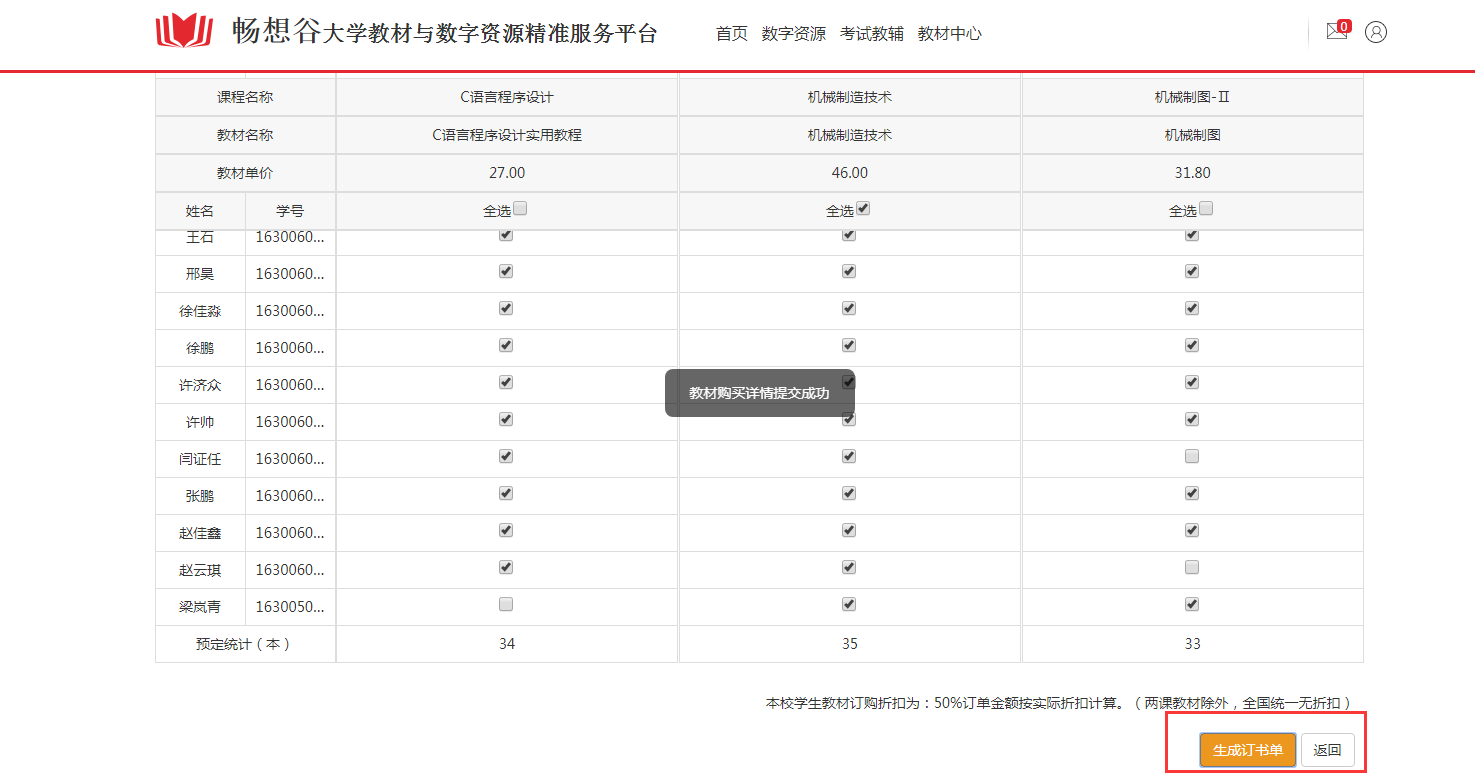 畅想谷大学教材与数字资源精准服务平台 首页 数字资源 考试教辅 教材中心 0
课程名称 C语言程序设计 机械制造技术 机械制图-Ⅱ
教材名称 C语言程序设计实用教程 机械制造技术 机械制图
教材单价 27.00 46.00 31.80
姓名 学号 全选 全选 全选
王石 1630060...
邢昊 1630060...
徐佳淼 1630060...
徐鹏 1630060...
许济众 1630060...
教材购买详情提交成功
许帅 1630060...
闫证任 1630060...
张鹏 1630060...
赵佳鑫 1630060...
赵云琪 1630060...
梁岚青 1630050...
预定统计（本） 34 35 33
本校学生教材订购折扣为：50%订单金额按实际折扣计算。（两课教材除外，全国统一无折扣）
生成订书单 返回